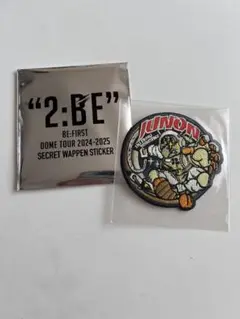 "2:BE"
BE:FIRST
DOME TOUR 2024-2025
SECRET WAPPEN STICKER
JUNON